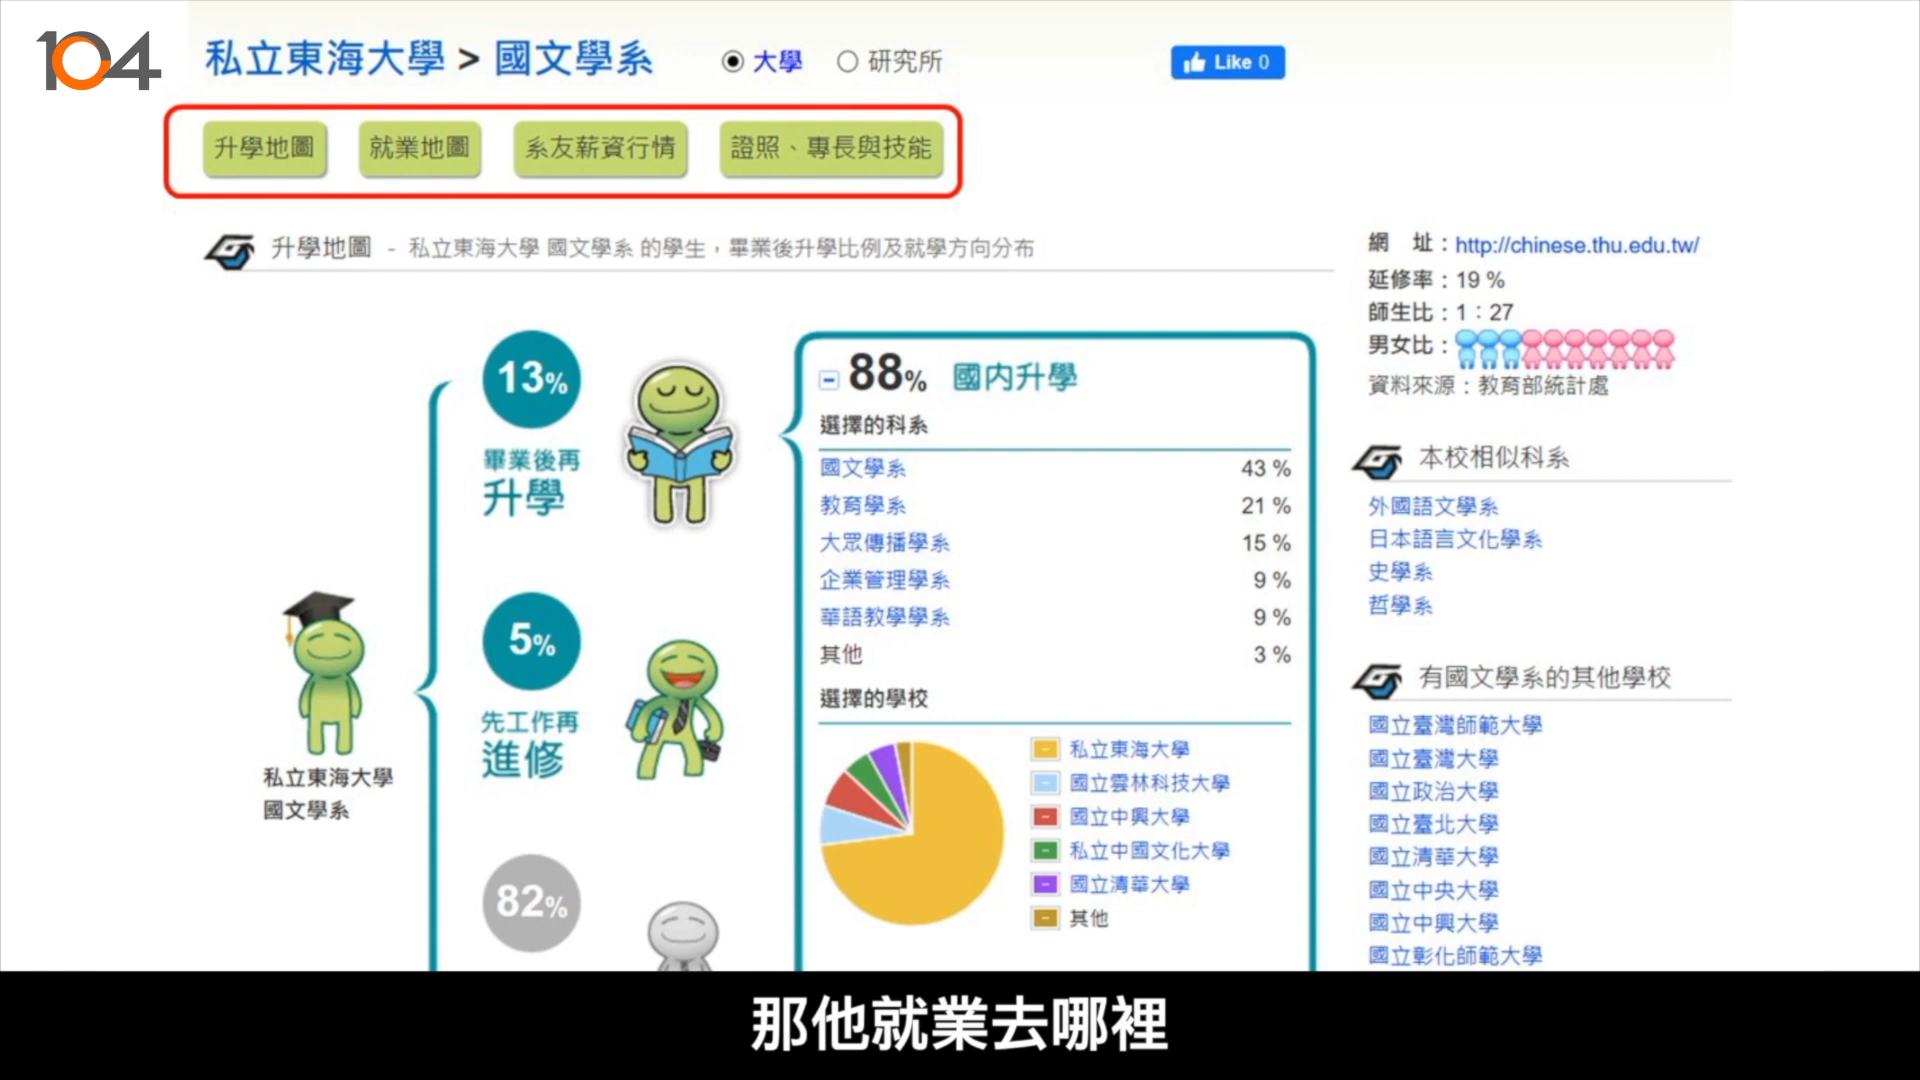 104
私立東海大學 > 國文學系
大學
研究所
Like 0
升學地圖
就業地圖
系友薪資行情
證照、專長與技能
升學地圖 - 私立東海大學 國文學系 的學生，畢業後升學比例及就學方向分布
私立東海大學
國文學系
13%
畢業後再
升學
5%
先工作再
進修
82%
88% 國內升學
選擇的科系
國文學系 43 %
教育學系 21 %
大眾傳播學系 15 %
企業管理學系 9 %
華語教學學系 9 %
其他 3 %
選擇的學校
私立東海大學
國立雲林科技大學
國立中興大學
私立中國文化大學
國立清華大學
其他
網　址：http://chinese.thu.edu.tw/
延修率：19 %
師生比：1：27
男女比：
資料來源：教育部統計處
本校相似科系
外國語文學系
日本語言文化學系
史學系
哲學系
有國文學系的其他學校
國立臺灣師範大學
國立臺灣大學
國立政治大學
國立臺北大學
國立清華大學
國立中央大學
國立中興大學
國立彰化師範大學
那他就業去哪裡